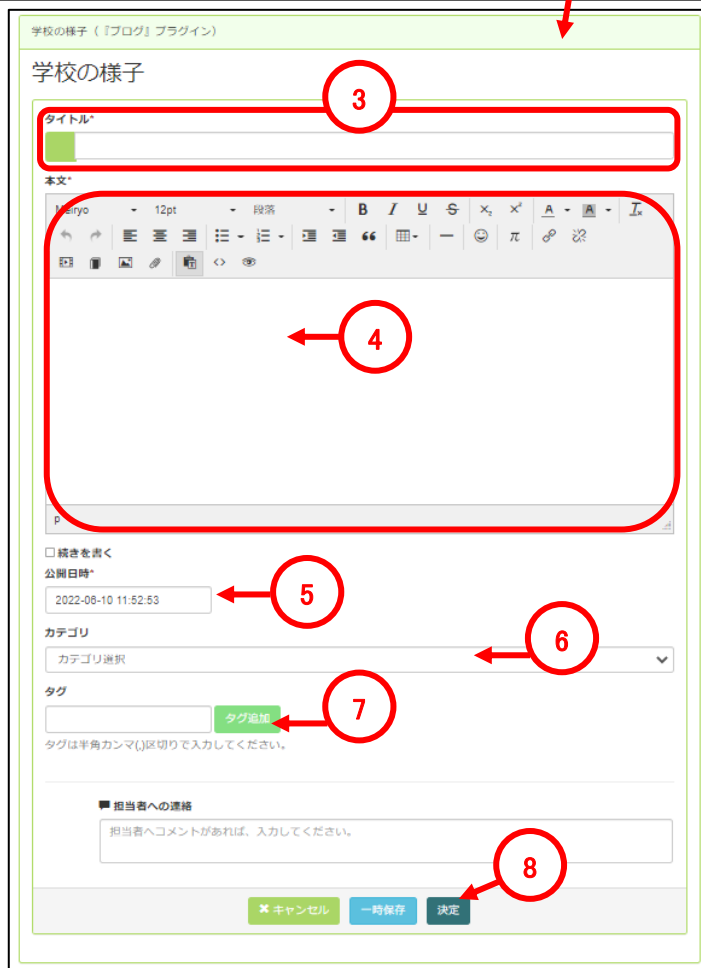 学校の様子（『ブログ』プラグイン）
学校の様子
3
タイトル*
本文*
Meiryo 12pt 段落 B I U S X₂ X² A A Tx
π
4
p
続きを書く
公開日時*
5
2022-06-10 11:52:53
カテゴリ
6
カテゴリ選択
タグ
7
タグ追加
タグは半角カンマ(,)区切りで入力してください。
担当者への連絡
担当者へコメントがあれば、入力してください。
8
キャンセル 一時保存 決定